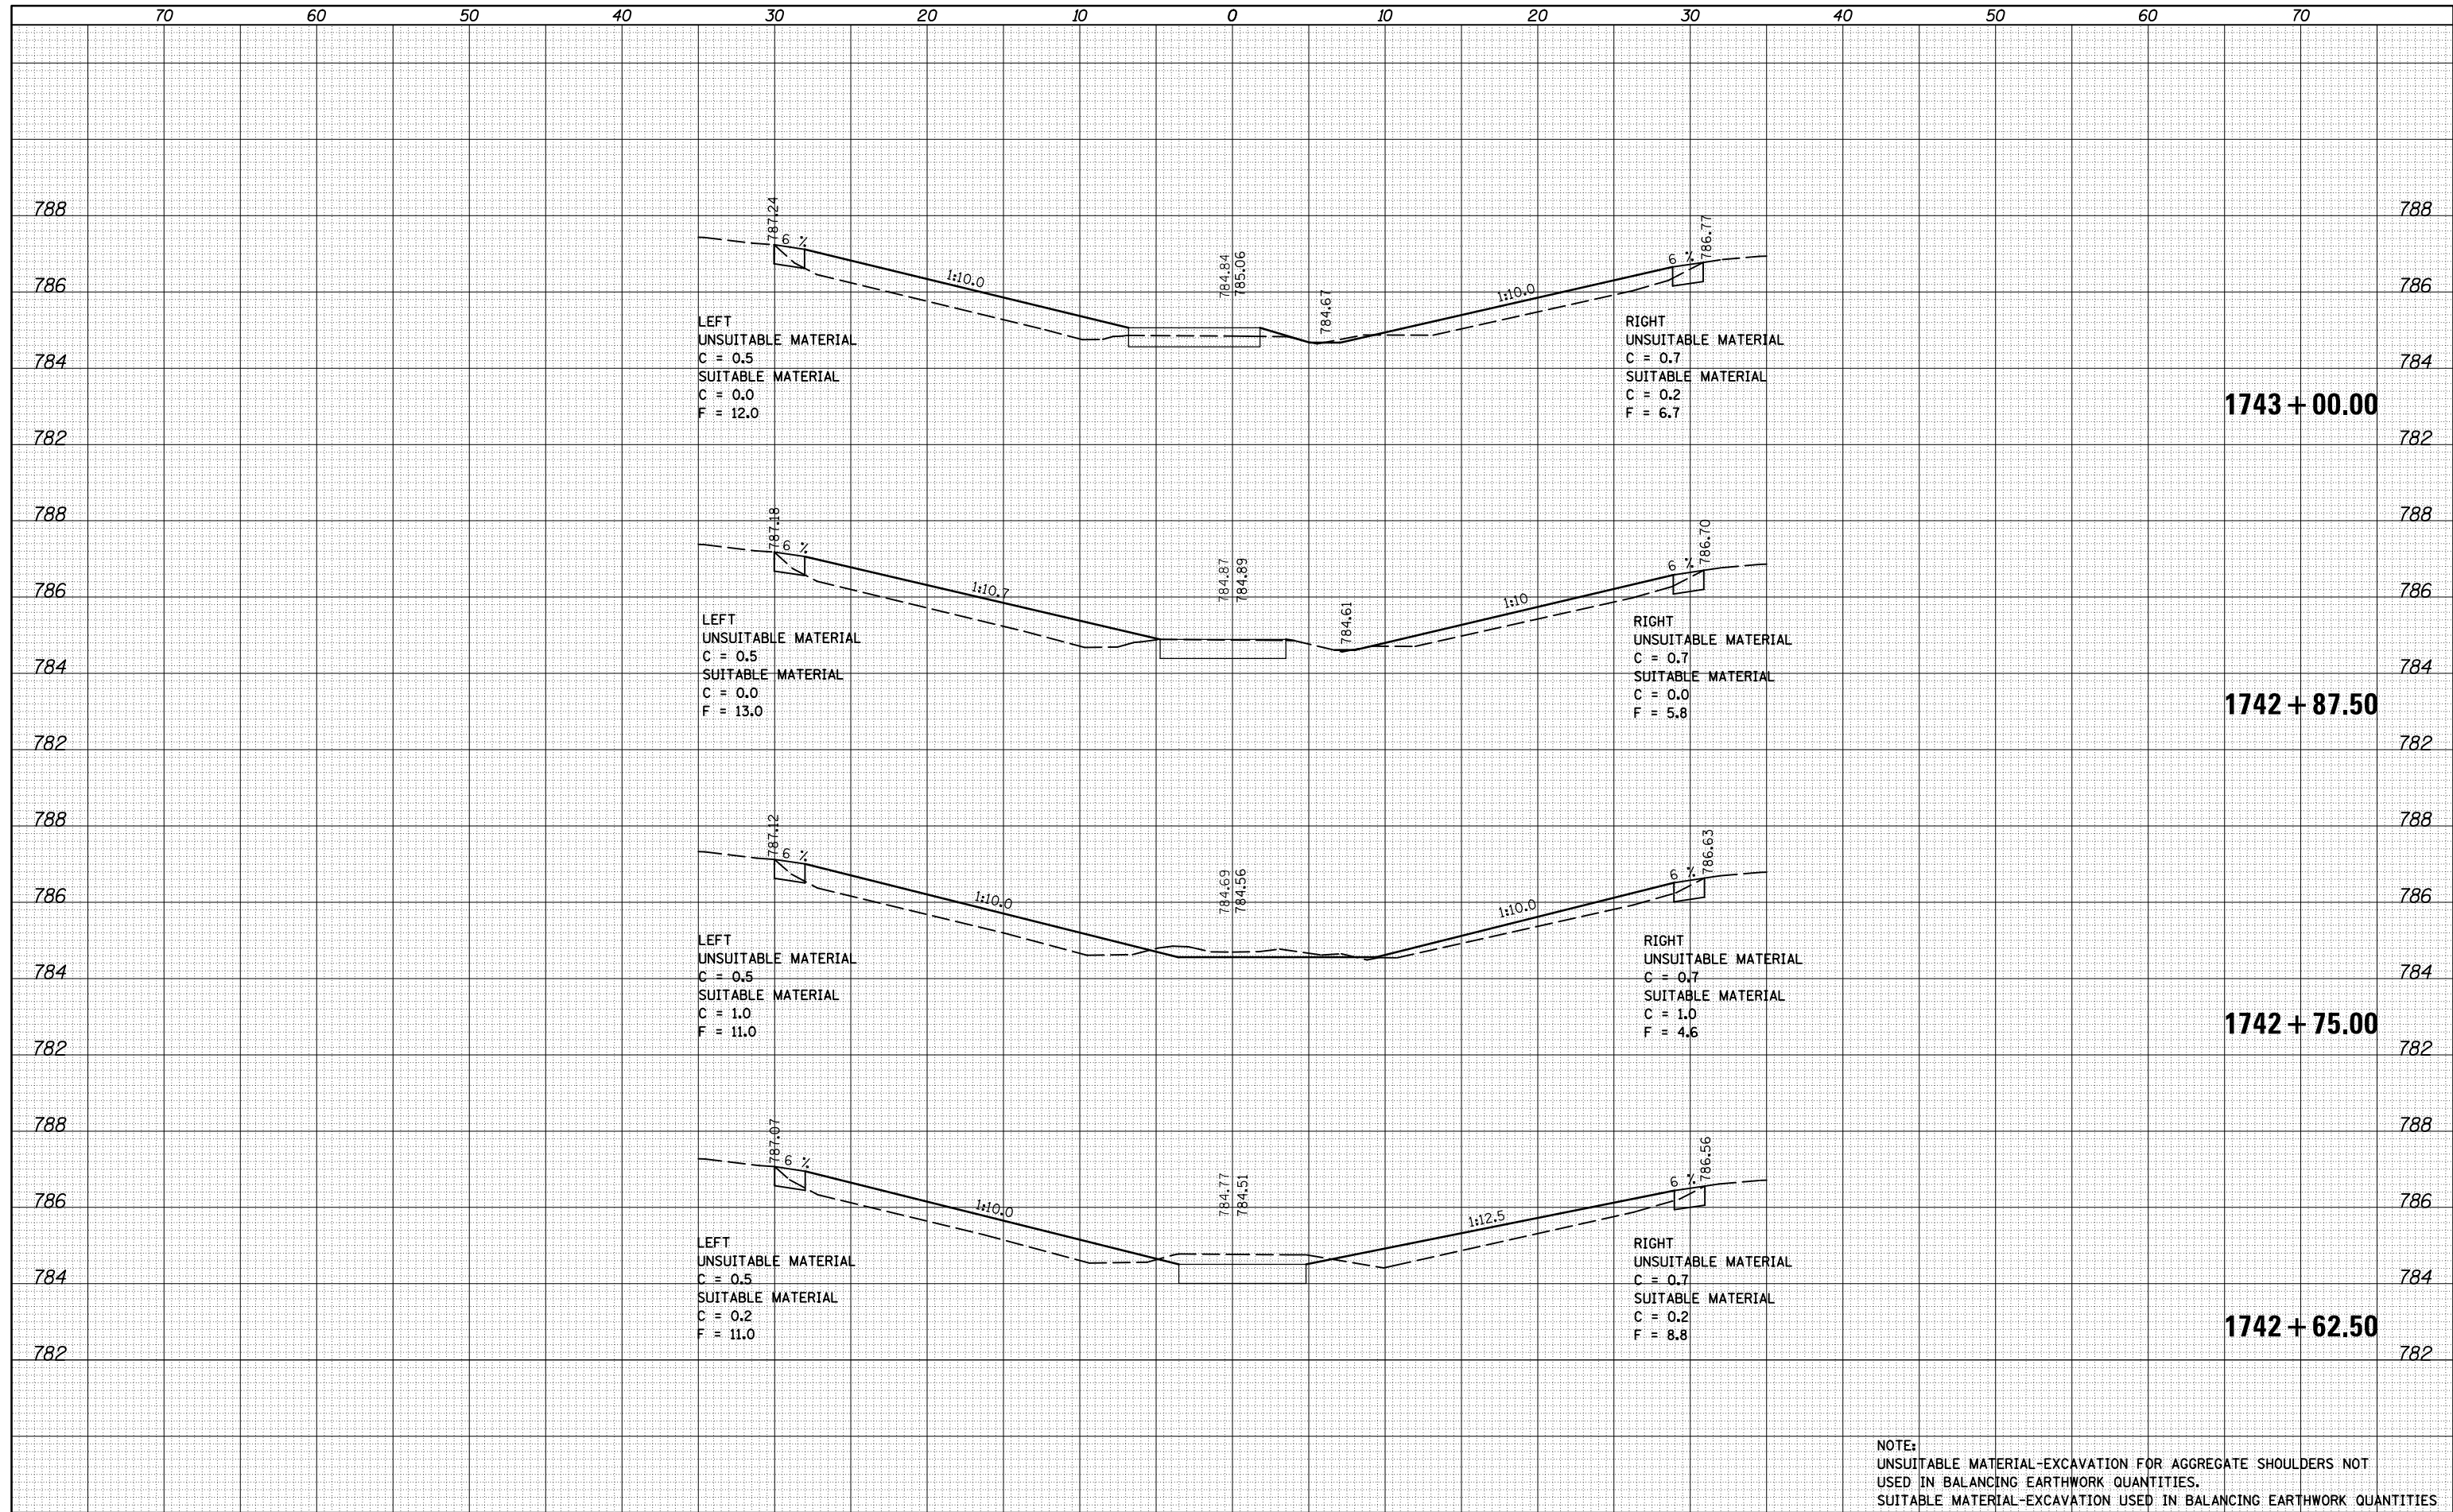 70 60 50 40 30 20 10 0 10 20 30 40 50 60 70
788 788
787.24
6 %
1:10.0
784.84
785.06
784.67
1:10.0
6 %
786.77
786 786
LEFT
UNSUITABLE MATERIAL
C = 0.5
SUITABLE MATERIAL
C = 0.0
F = 12.0
RIGHT
UNSUITABLE MATERIAL
C = 0.7
SUITABLE MATERIAL
C = 0.2
F = 6.7
784 784
1743 + 00.00
782 782
788 788
787.18
6 %
1:10.7
784.87
784.89
784.61
1:10
6 %
786.70
786 786
LEFT
UNSUITABLE MATERIAL
C = 0.5
SUITABLE MATERIAL
C = 0.0
F = 13.0
RIGHT
UNSUITABLE MATERIAL
C = 0.7
SUITABLE MATERIAL
C = 0.0
F = 5.8
784 784
1742 + 87.50
782 782
788 788
787.12
6 %
1:10.0
784.69
784.56
1:10.0
6 %
786.63
786 786
LEFT
UNSUITABLE MATERIAL
C = 0.5
SUITABLE MATERIAL
C = 1.0
F = 11.0
RIGHT
UNSUITABLE MATERIAL
C = 0.7
SUITABLE MATERIAL
C = 1.0
F = 4.6
784 784
1742 + 75.00
782 782
788 788
787.07
6 %
1:10.0
784.77
784.51
1:12.5
6 %
786.56
786 786
LEFT
UNSUITABLE MATERIAL
C = 0.5
SUITABLE MATERIAL
C = 0.2
F = 11.0
RIGHT
UNSUITABLE MATERIAL
C = 0.7
SUITABLE MATERIAL
C = 0.2
F = 8.8
784 784
1742 + 62.50
782 782
NOTE:
UNSUITABLE MATERIAL-EXCAVATION FOR AGGREGATE SHOULDERS NOT
USED IN BALANCING EARTHWORK QUANTITIES.
SUITABLE MATERIAL-EXCAVATION USED IN BALANCING EARTHWORK QUANTITIES